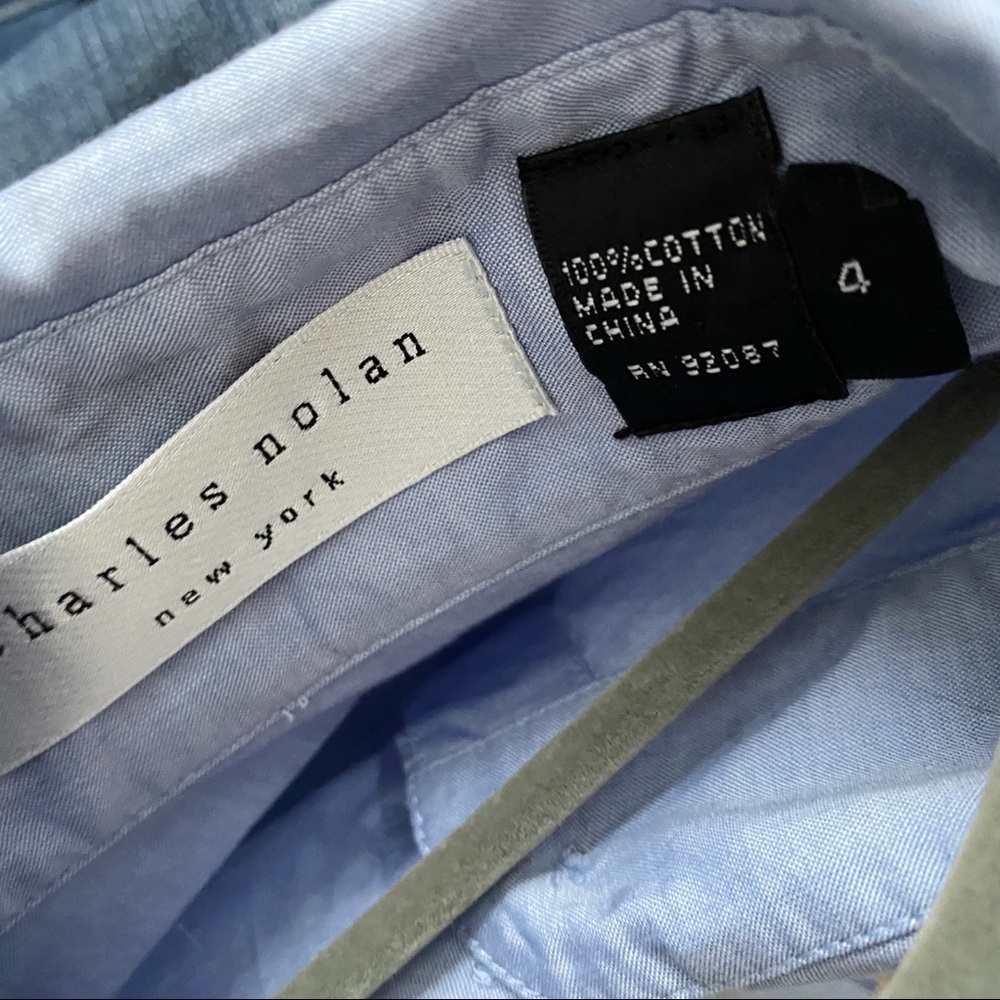 charles nolan
new york
100%COTTON
MADE IN
CHINA
RN 92087
4